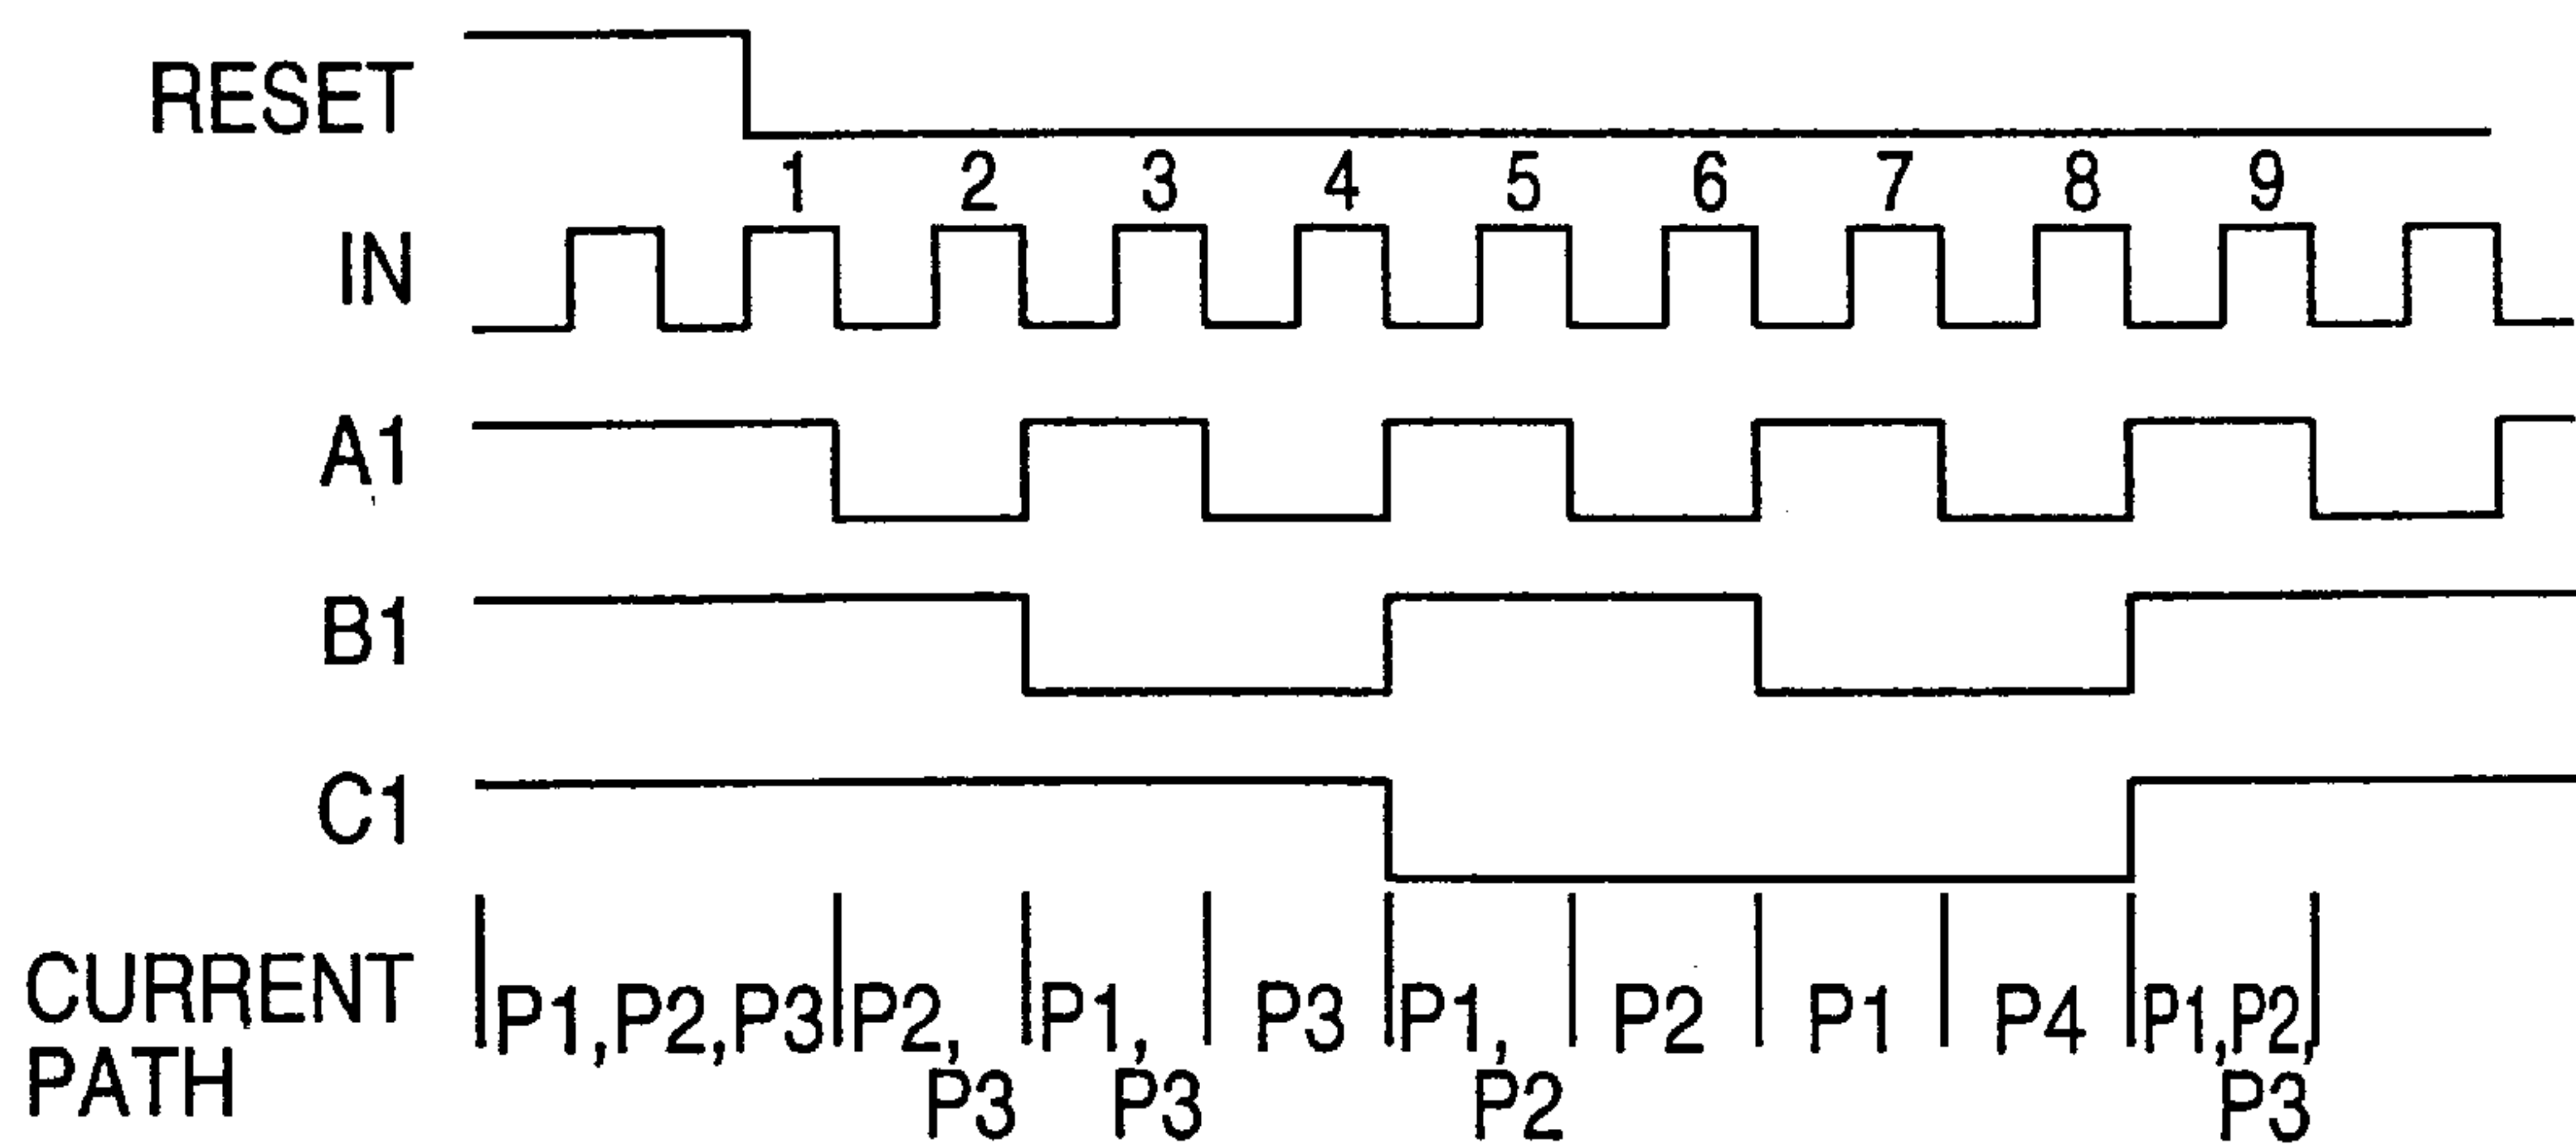 RESET
1 2 3 4 5 6 7 8 9
IN
A1
B1
C1
CURRENT PATH
P1,P2,P3
P2,
P3
P1,
P3
P3
P1,
P2
P2
P1
P4
P1,P2,
P3